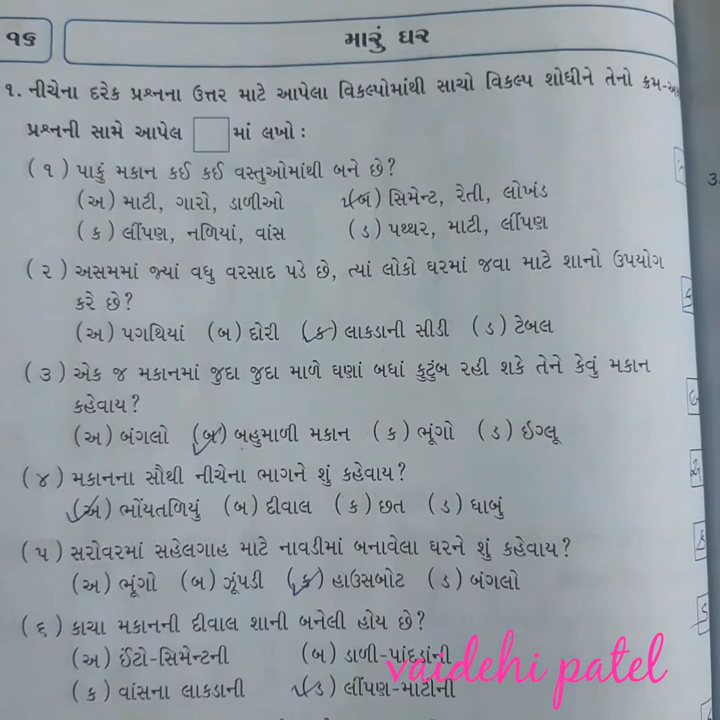 ૧૬
મારું ઘર
૧. નીચેના દરેક પ્રશ્નના ઉત્તર માટે આપેલા વિકલ્પોમાંથી સાચો વિકલ્પ શોધીને તેનો ક્રમ-
પ્રશ્નની સામે આપેલ માં લખો :
(૧) પાકું મકાન કઈ કઈ વસ્તુઓમાંથી બને છે?
(અ) માટી, ગારો, ડાળીઓ (બ) સિમેન્ટ, રેતી, લોખંડ
(ક) લીંપણ, નળિયાં, વાંસ (ડ) પથ્થર, માટી, લીંપણ
(૨) અસમમાં જ્યાં વધુ વરસાદ પડે છે, ત્યાં લોકો ઘરમાં જવા માટે શાનો ઉપયોગ
કરે છે?
(અ) પગથિયાં (બ) દોરી (ક) લાકડાની સીડી (ડ) ટેબલ
(૩) એક જ મકાનમાં જુદા જુદા માળે ઘણાં બધાં કુટુંબ રહી શકે તેને કેવું મકાન
કહેવાય?
(અ) બંગલો (બ) બહુમાળી મકાન (ક) ભૂંગો (ડ) ઈગ્લૂ
(૪) મકાનના સૌથી નીચેના ભાગને શું કહેવાય?
(અ) ભોંયતળિયું (બ) દીવાલ (ક) છત (ડ) ધાબું
(૫) સરોવરમાં સહેલગાહ માટે નાવડીમાં બનાવેલા ઘરને શું કહેવાય?
(અ) ભૂંગો (બ) ઝૂંપડી (ક) હાઉસબોટ (ડ) બંગલો
(૬) કાચા મકાનની દીવાલ શાની બનેલી હોય છે?
(અ) ઈંટો-સિમેન્ટની (બ) ડાળી-પાંદડાંની
(ક) વાંસના લાકડાની (ડ) લીંપણ-માટીની
vaidehi patel